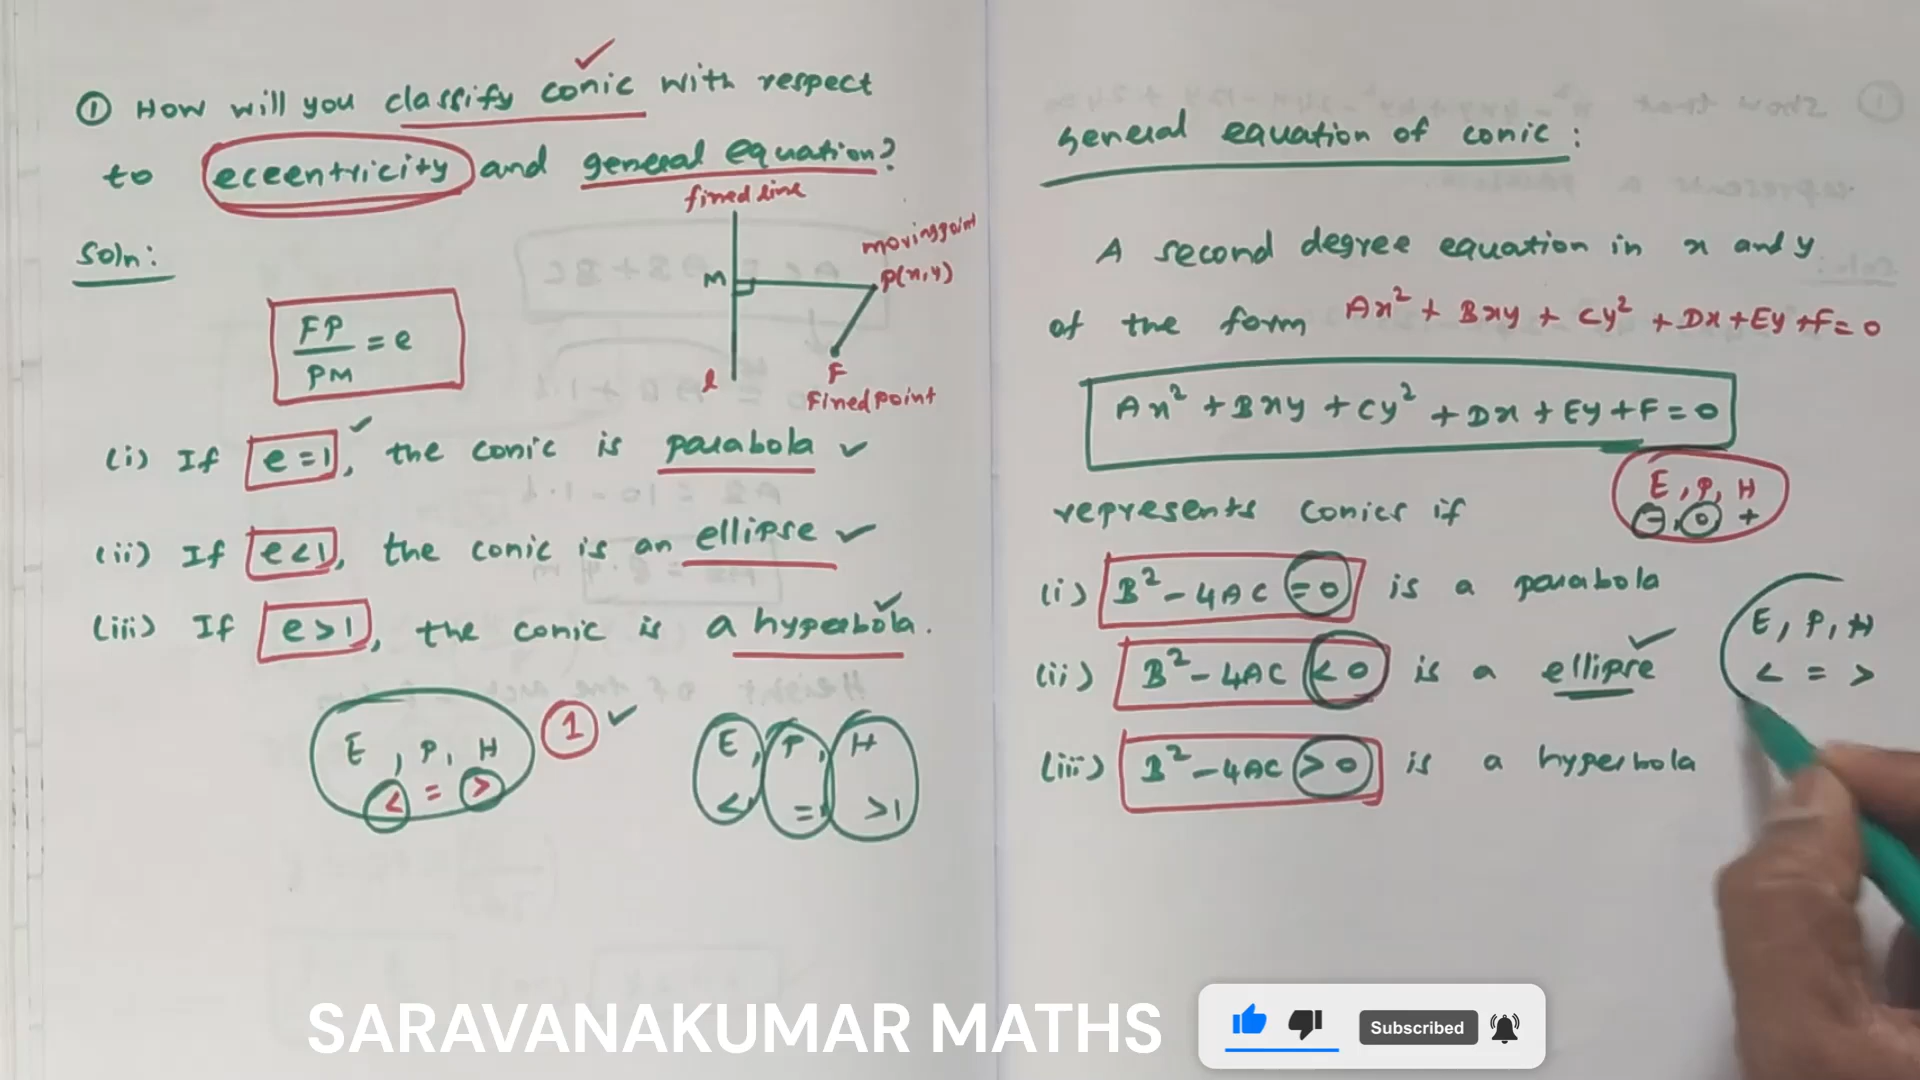 ① How will you classify conic with respect
to eccentricity and general equation?
Soln:
fixed line
moving point
M
P(x,y)
FP/PM = e
l
F
Fixed point
(i) If e=1, the conic is parabola
(ii) If e<1, the conic is an ellipse
(iii) If e>1, the conic is a hyperbola.
E, P, H
< = >
1
E, P, H
<1 =1 >1
General equation of conic:
A second degree equation in x and y
of the form Ax² + Bxy + Cy² + Dx + Ey + F = 0
Ax² + Bxy + Cy² + Dx + Ey + F = 0
represents conics if
E, P, H
-, 0 +
(i) B² - 4AC = 0 is a parabola
(ii) B² - 4AC < 0 is a ellipse
(iii) B² - 4AC > 0 is a hyperbola
E, P, H
< = >
SARAVANAKUMAR MATHS
Subscribed